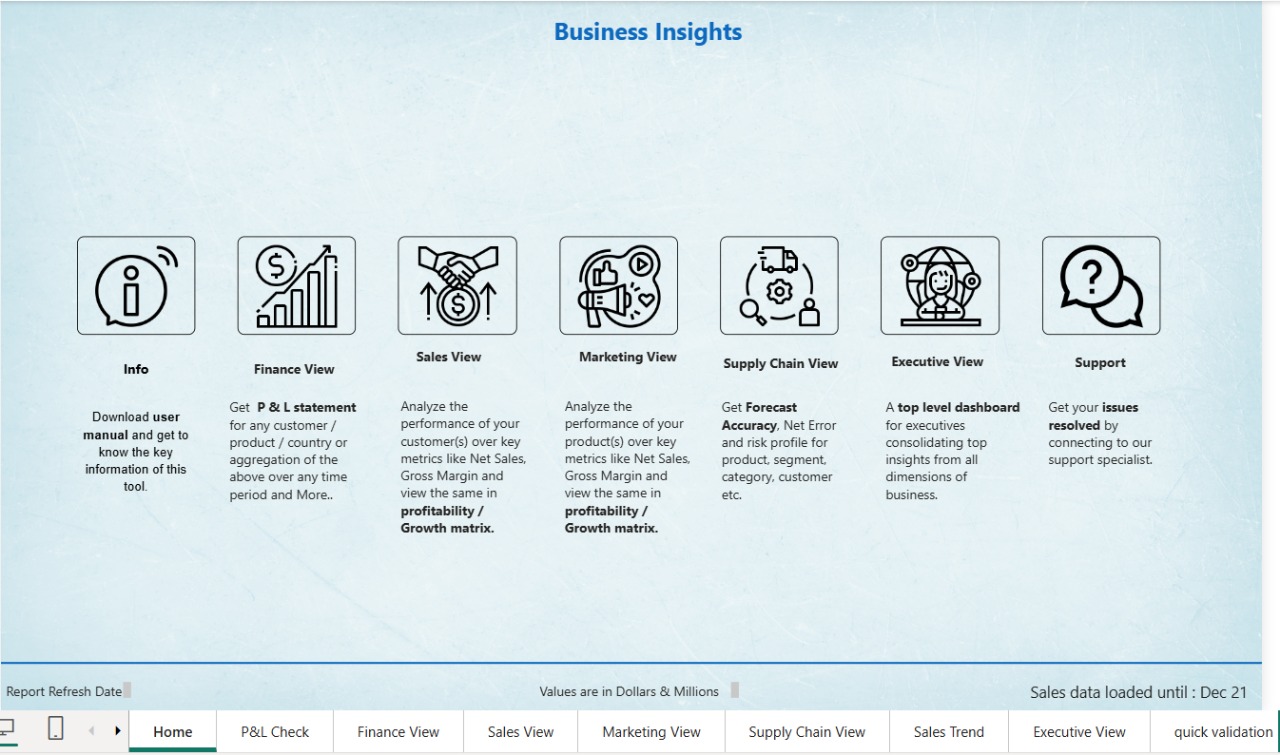 Business Insights
Info
Download user
manual and get to
know the key
information of this
tool.
Finance View
Get P & L statement
for any customer /
product / country or
aggregation of the
above over any time
period and More..
Sales View
Analyze the
performance of your
customer(s) over key
metrics like Net Sales,
Gross Margin and
view the same in
profitability /
Growth matrix.
Marketing View
Analyze the
performance of your
product(s) over key
metrics like Net Sales,
Gross Margin and
view the same in
profitability /
Growth matrix.
Supply Chain View
Get Forecast
Accuracy, Net Error
and risk profile for
product, segment,
category, customer
etc.
Executive View
A top level dashboard
for executives
consolidating top
insights from all
dimensions of
business.
Support
Get your issues
resolved by
connecting to our
support specialist.
Report Refresh Date
Values are in Dollars & Millions
Sales data loaded until : Dec 21
Home
P&L Check
Finance View
Sales View
Marketing View
Supply Chain View
Sales Trend
Executive View
quick validation